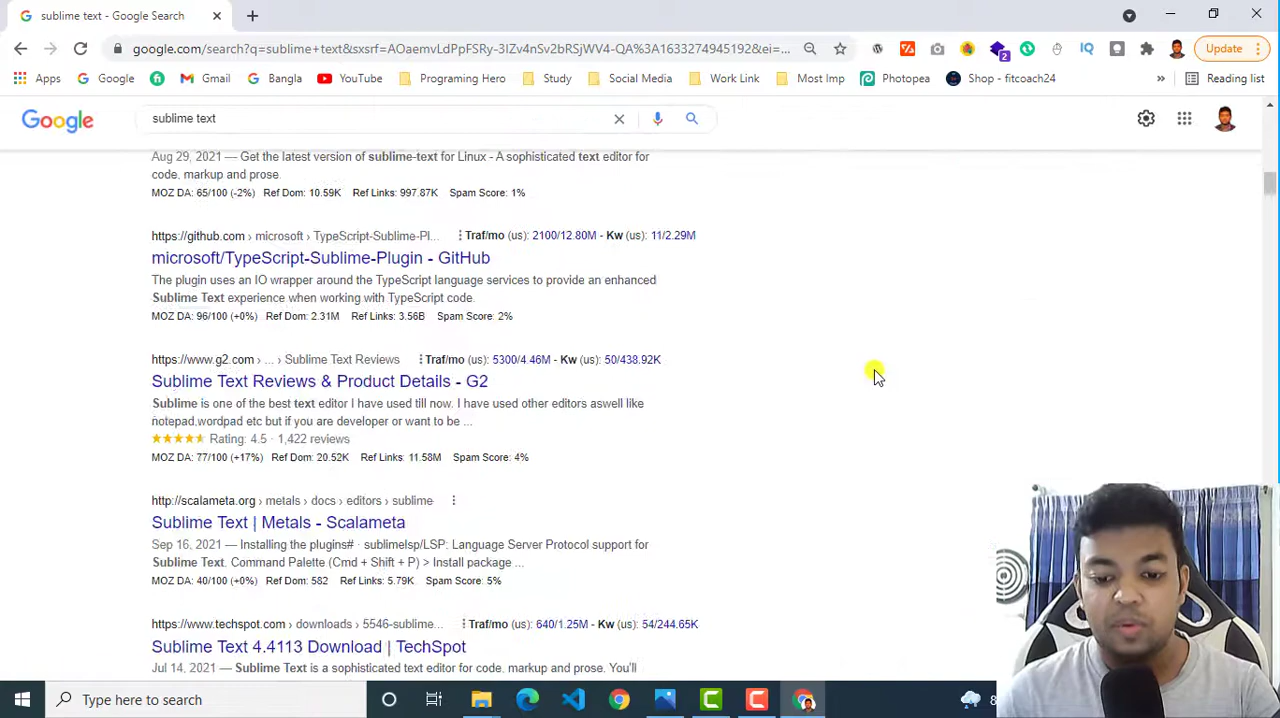 sublime text - Google Search
google.com/search?q=sublime+text&sxsrf=AOaemvLdPpFSRy-3IZv4nSv2bRSjWV4-QA%3A1633274945192&ei=...
2
Update
Apps
Google
Gmail
Bangla
YouTube
Programing Hero
Study
Social Media
Work Link
Most Imp
Photopea
Shop - fitcoach24
»
Reading list
Google
sublime text
Aug 29, 2021 — Get the latest version of sublime-text for Linux - A sophisticated text editor for
code, markup and prose.
MOZ DA: 65/100 (-2%) Ref Dom: 10.59K Ref Links: 997.87K Spam Score: 1%
https://github.com › microsoft › TypeScript-Sublime-Pl... Traf/mo (us): 2100/12.80M - Kw (us): 11/2.29M
microsoft/TypeScript-Sublime-Plugin - GitHub
The plugin uses an IO wrapper around the TypeScript language services to provide an enhanced
Sublime Text experience when working with TypeScript code.
MOZ DA: 96/100 (+0%) Ref Dom: 2.31M Ref Links: 3.56B Spam Score: 2%
https://www.g2.com › ... › Sublime Text Reviews Traf/mo (us): 5300/4.46M - Kw (us): 50/438.92K
Sublime Text Reviews & Product Details - G2
Sublime is one of the best text editor I have used till now. I have used other editors aswell like
notepad,wordpad etc but if you are developer or want to be ...
Rating: 4.5 · 1,422 reviews
MOZ DA: 77/100 (+17%) Ref Dom: 20.52K Ref Links: 11.58M Spam Score: 4%
http://scalameta.org › metals › docs › editors › sublime
Sublime Text | Metals - Scalameta
Sep 16, 2021 — Installing the plugins# · sublimelsp/LSP: Language Server Protocol support for
Sublime Text. Command Palette (Cmd + Shift + P) > Install package ...
MOZ DA: 40/100 (+0%) Ref Dom: 582 Ref Links: 5.79K Spam Score: 5%
https://www.techspot.com › downloads › 5546-sublime... Traf/mo (us): 640/1.25M - Kw (us): 54/244.65K
Sublime Text 4.4113 Download | TechSpot
Jul 14, 2021 — Sublime Text is a sophisticated text editor for code, markup and prose. You'll
Type here to search
8